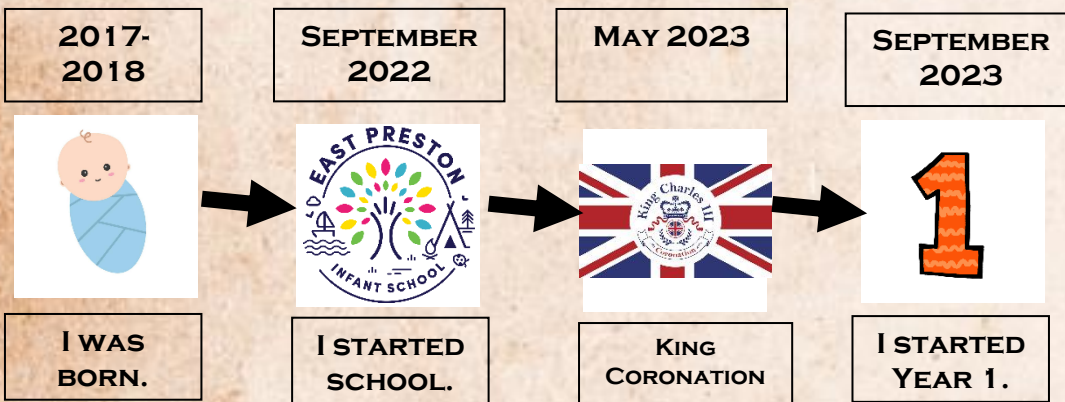 2017-
2018
SEPTEMBER
2022
MAY 2023
SEPTEMBER
2023
EAST PRESTON
INFANT SCHOOL
King Charles III
Coronation
1
I WAS
BORN.
I STARTED
SCHOOL.
KING
CORONATION
I STARTED
YEAR 1.